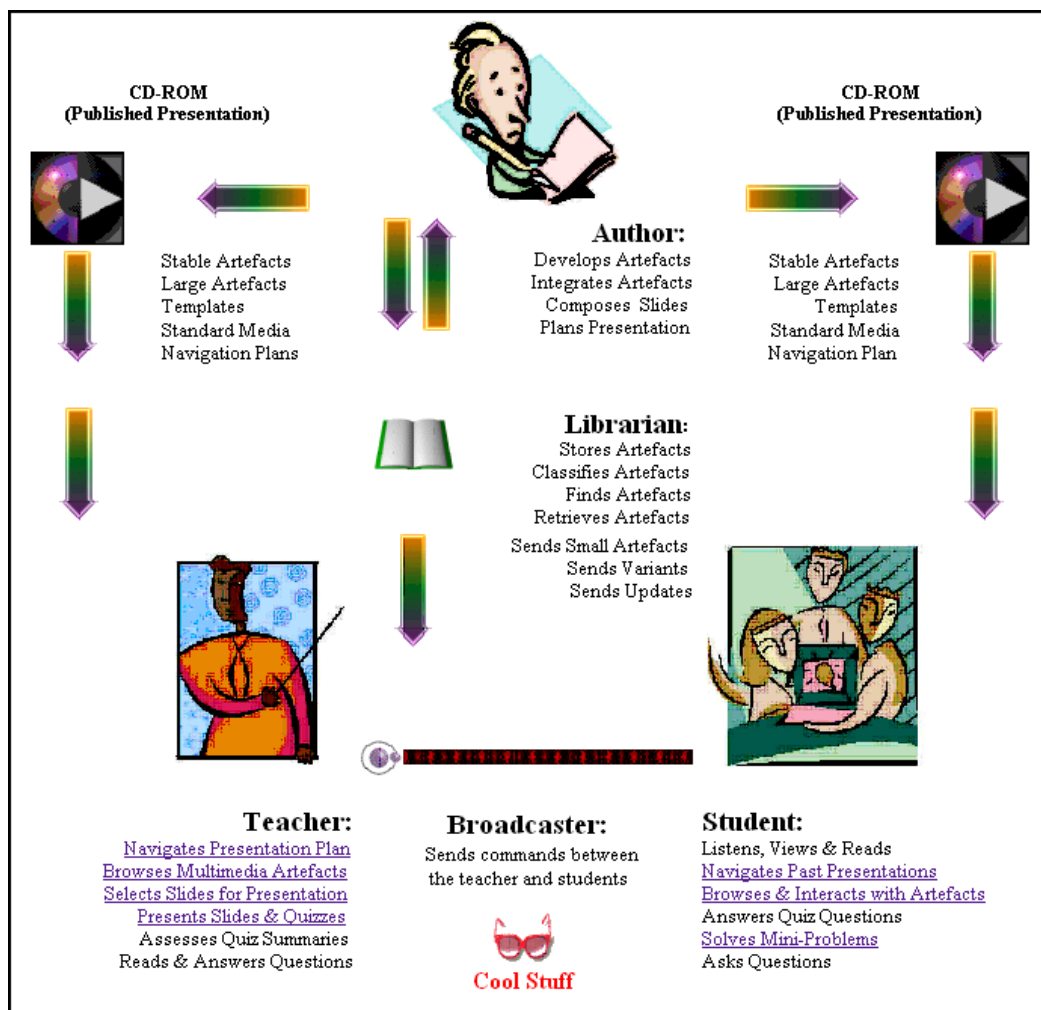 CD-ROM
(Published Presentation)
CD-ROM
(Published Presentation)
Stable Artefacts
Large Artefacts
Templates
Standard Media
Navigation Plans
Author:
Develops Artefacts
Integrates Artefacts
Composes Slides
Plans Presentation
Stable Artefacts
Large Artefacts
Templates
Standard Media
Navigation Plan
Librarian:
Stores Artefacts
Classifies Artefacts
Finds Artefacts
Retrieves Artefacts
Sends Small Artefacts
Sends Variants
Sends Updates
Teacher:
Navigates Presentation Plan
Browses Multimedia Artefacts
Selects Slides for Presentation
Presents Slides & Quizzes
Assesses Quiz Summaries
Reads & Answers Questions
Broadcaster:
Sends commands between
the teacher and students
Cool Stuff
Student:
Listens, Views & Reads
Navigates Past Presentations
Browses & Interacts with Artefacts
Answers Quiz Questions
Solves Mini-Problems
Asks Questions